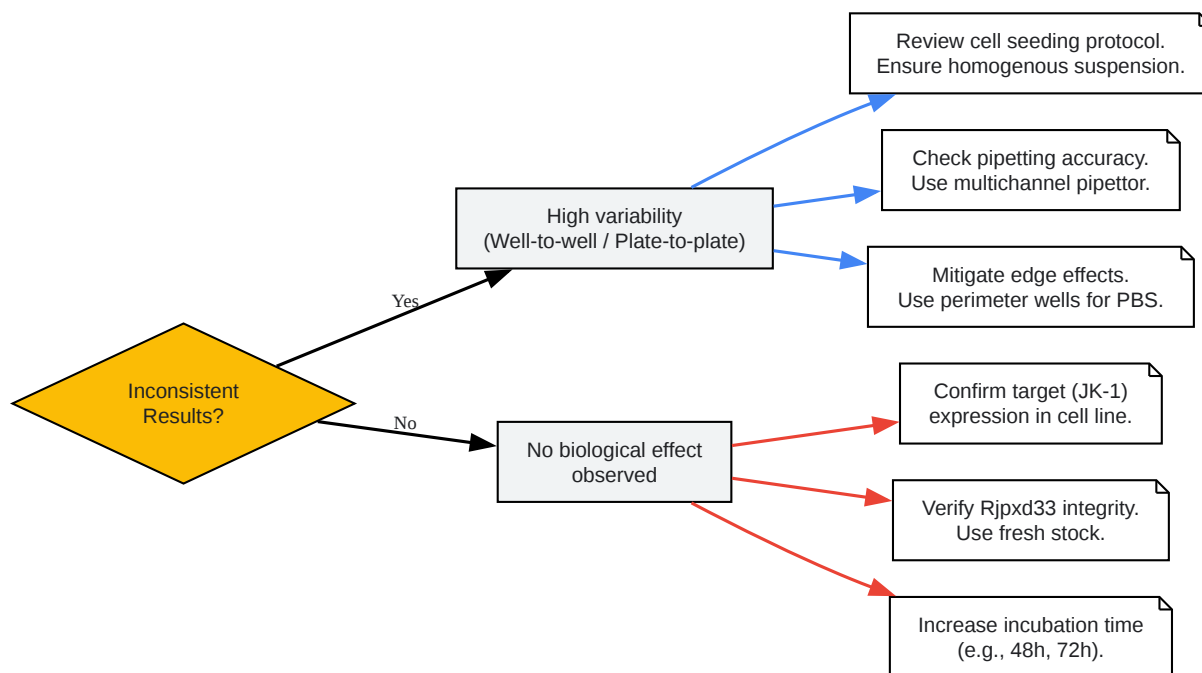 Review cell seeding protocol.
Ensure homogenous suspension.
Check pipetting accuracy.
Use multichannel pipettor.
High variability
(Well-to-well / Plate-to-plate)
Mitigate edge effects.
Use perimeter wells for PBS.
Yes
Inconsistent
Results?
No
Confirm target (JK-1)
expression in cell line.
No biological effect
observed
Verify Rjpxd33 integrity.
Use fresh stock.
Increase incubation time
(e.g., 48h, 72h).